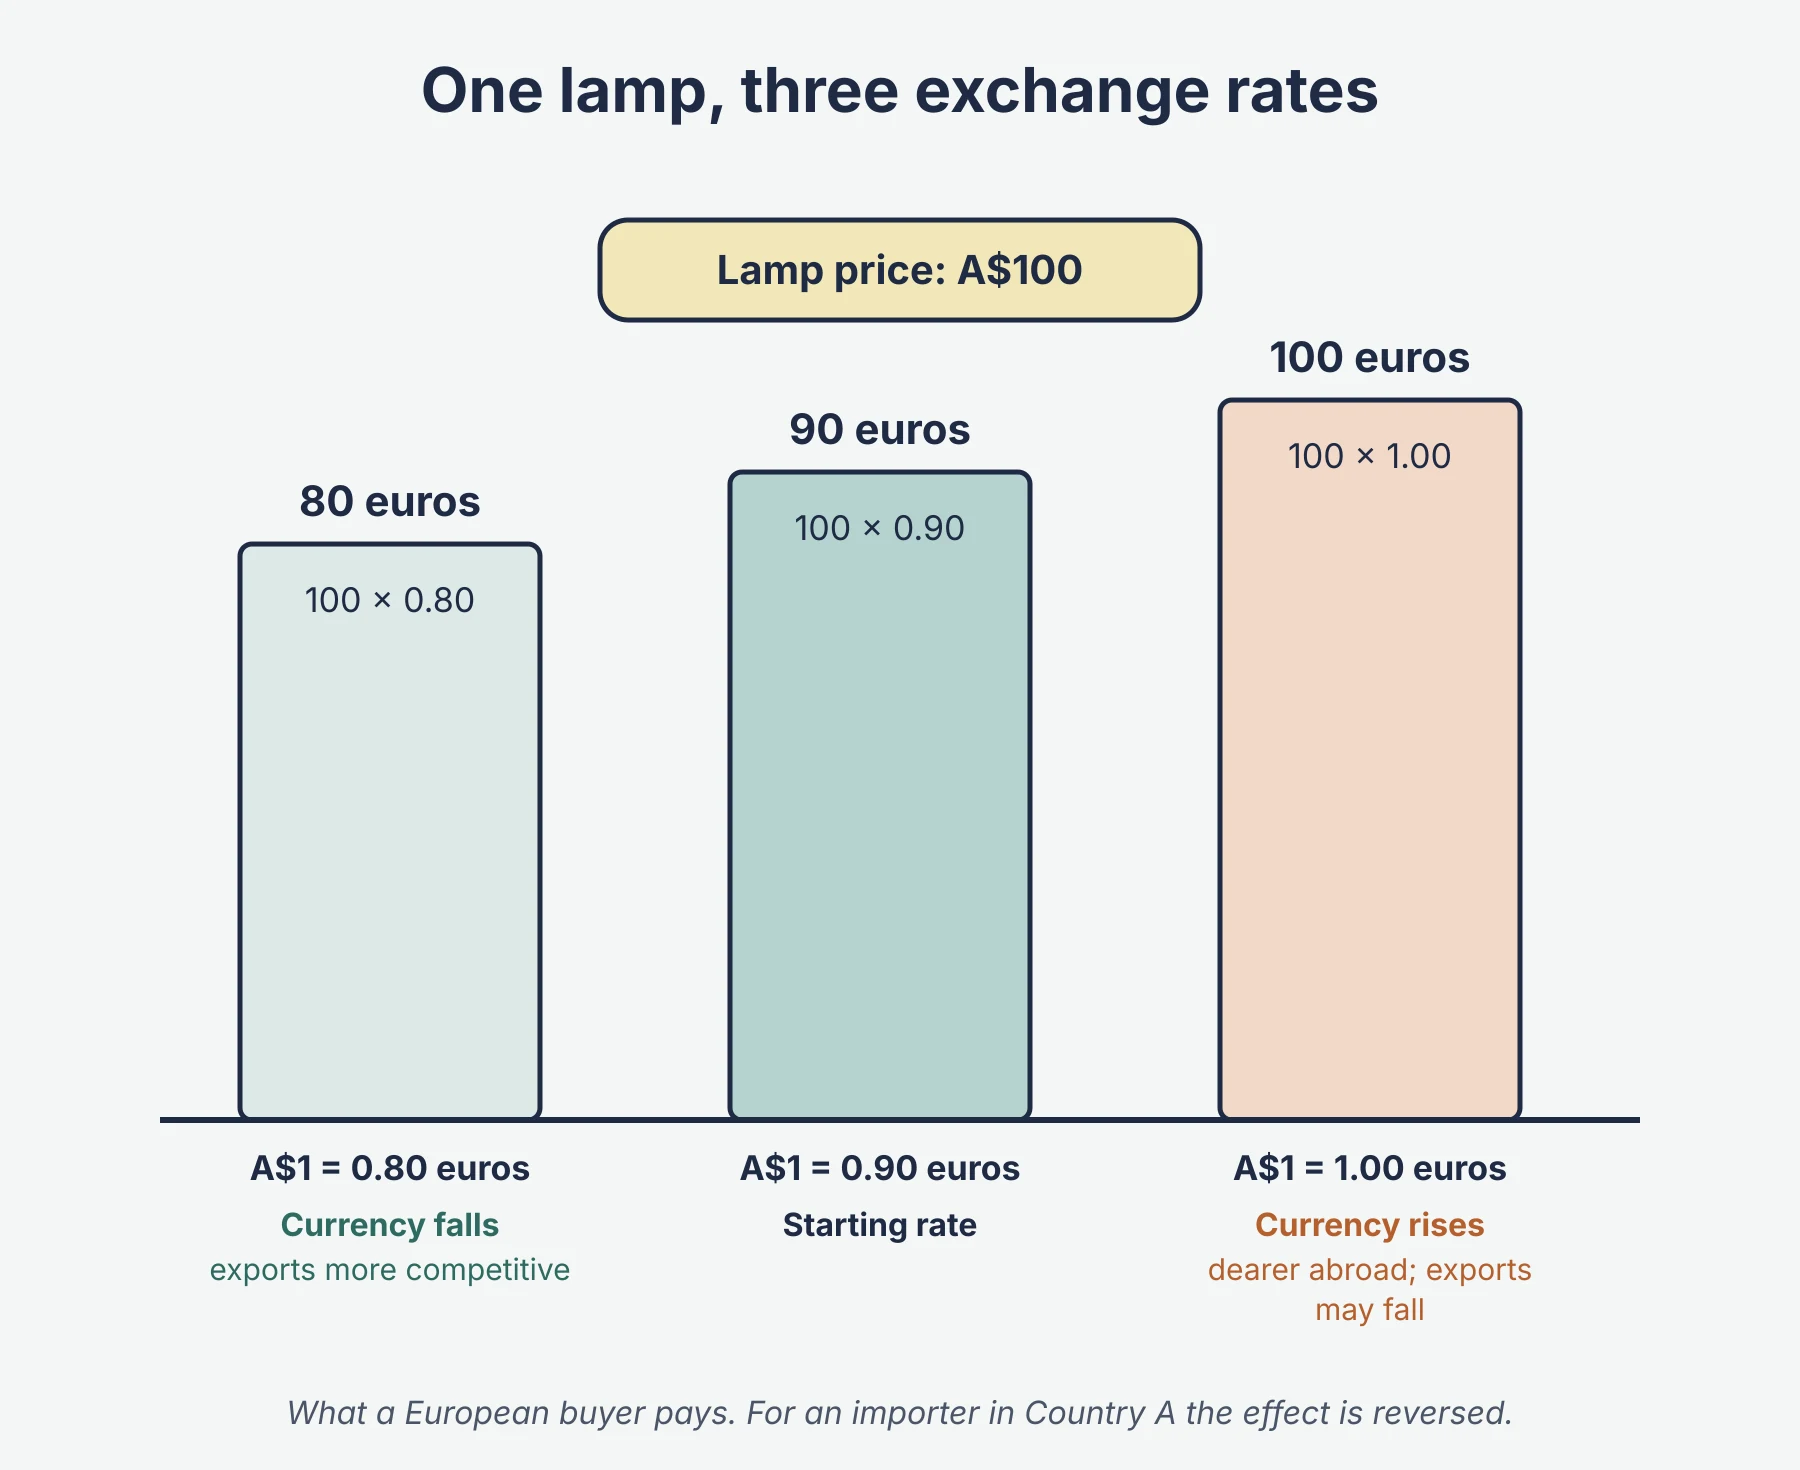 One lamp, three exchange rates
Lamp price: A$100
80 euros
100 × 0.80
90 euros
100 × 0.90
100 euros
100 × 1.00
A$1 = 0.80 euros
Currency falls
exports more competitive
A$1 = 0.90 euros
Starting rate
A$1 = 1.00 euros
Currency rises
dearer abroad; exports
may fall
What a European buyer pays. For an importer in Country A the effect is reversed.